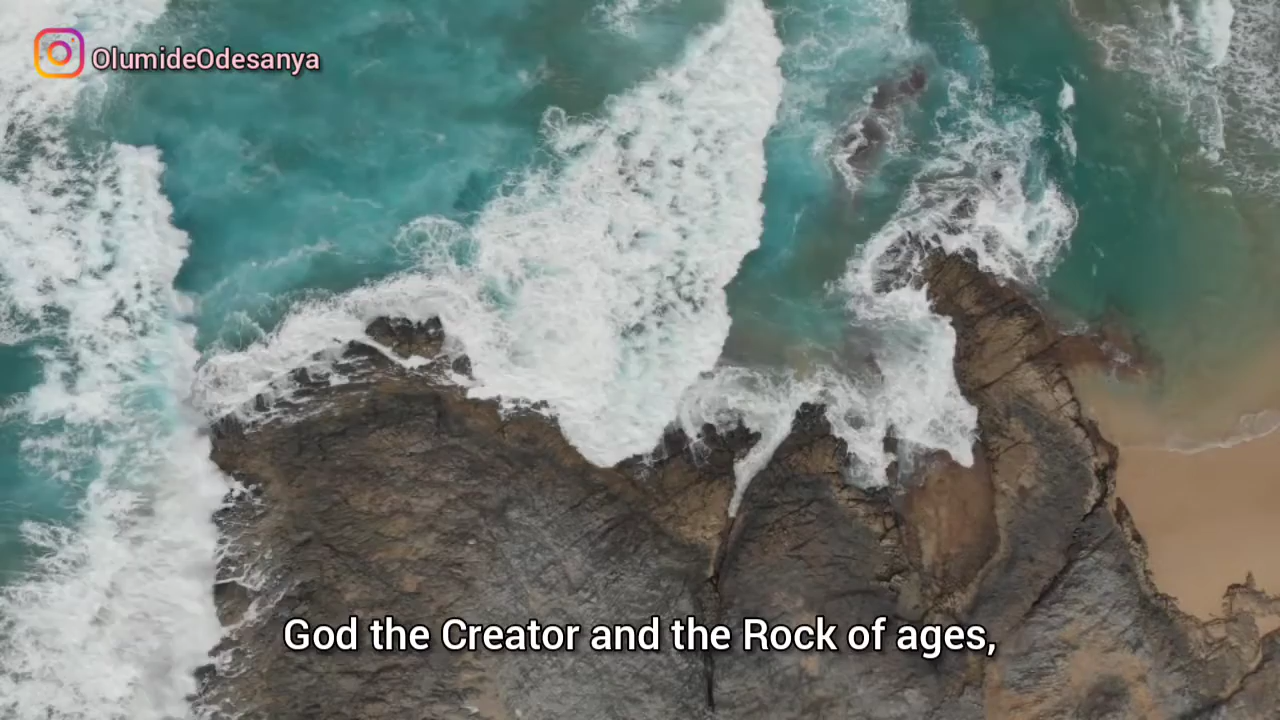 OlumideOdesanya
God the Creator and the Rock of ages,